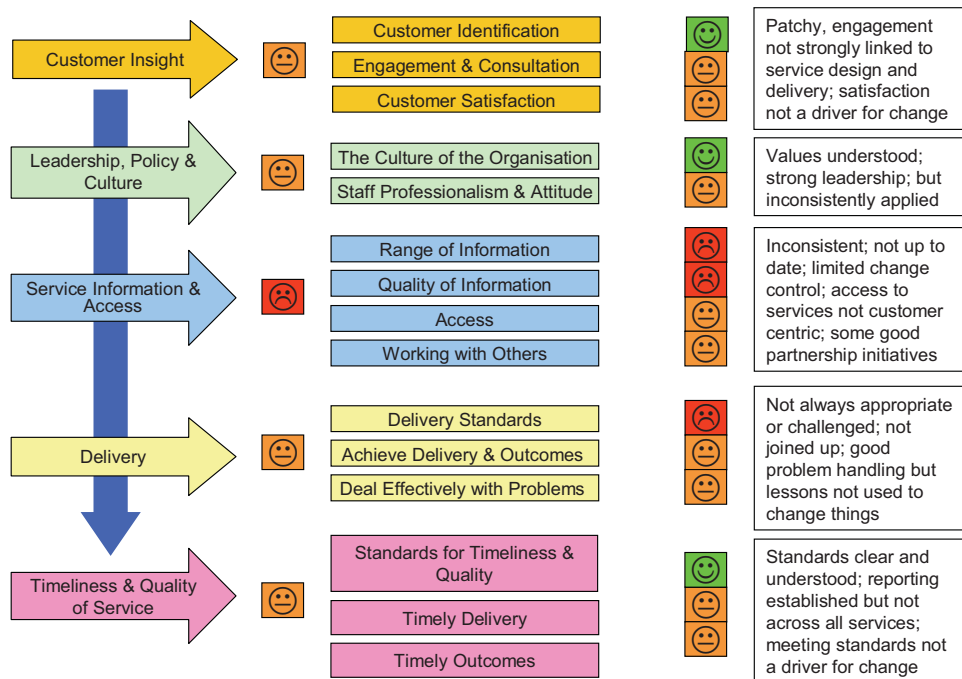 Customer Insight
Customer Identification
Engagement & Consultation
Customer Satisfaction
Patchy, engagement
not strongly linked to
service design and
delivery; satisfaction
not a driver for change
Leadership, Policy &
Culture
The Culture of the Organisation
Staff Professionalism & Attitude
Values understood;
strong leadership; but
inconsistently applied
Service Information &
Access
Range of Information
Quality of Information
Access
Working with Others
Inconsistent; not up to
date; limited change
control; access to
services not customer
centric; some good
partnership initiatives
Delivery
Delivery Standards
Achieve Delivery & Outcomes
Deal Effectively with Problems
Not always appropriate
or challenged; not
joined up; good
problem handling but
lessons not used to
change things
Timeliness & Quality
of Service
Standards for Timeliness &
Quality
Timely Delivery
Timely Outcomes
Standards clear and
understood; reporting
established but not
across all services;
meeting standards not
a driver for change